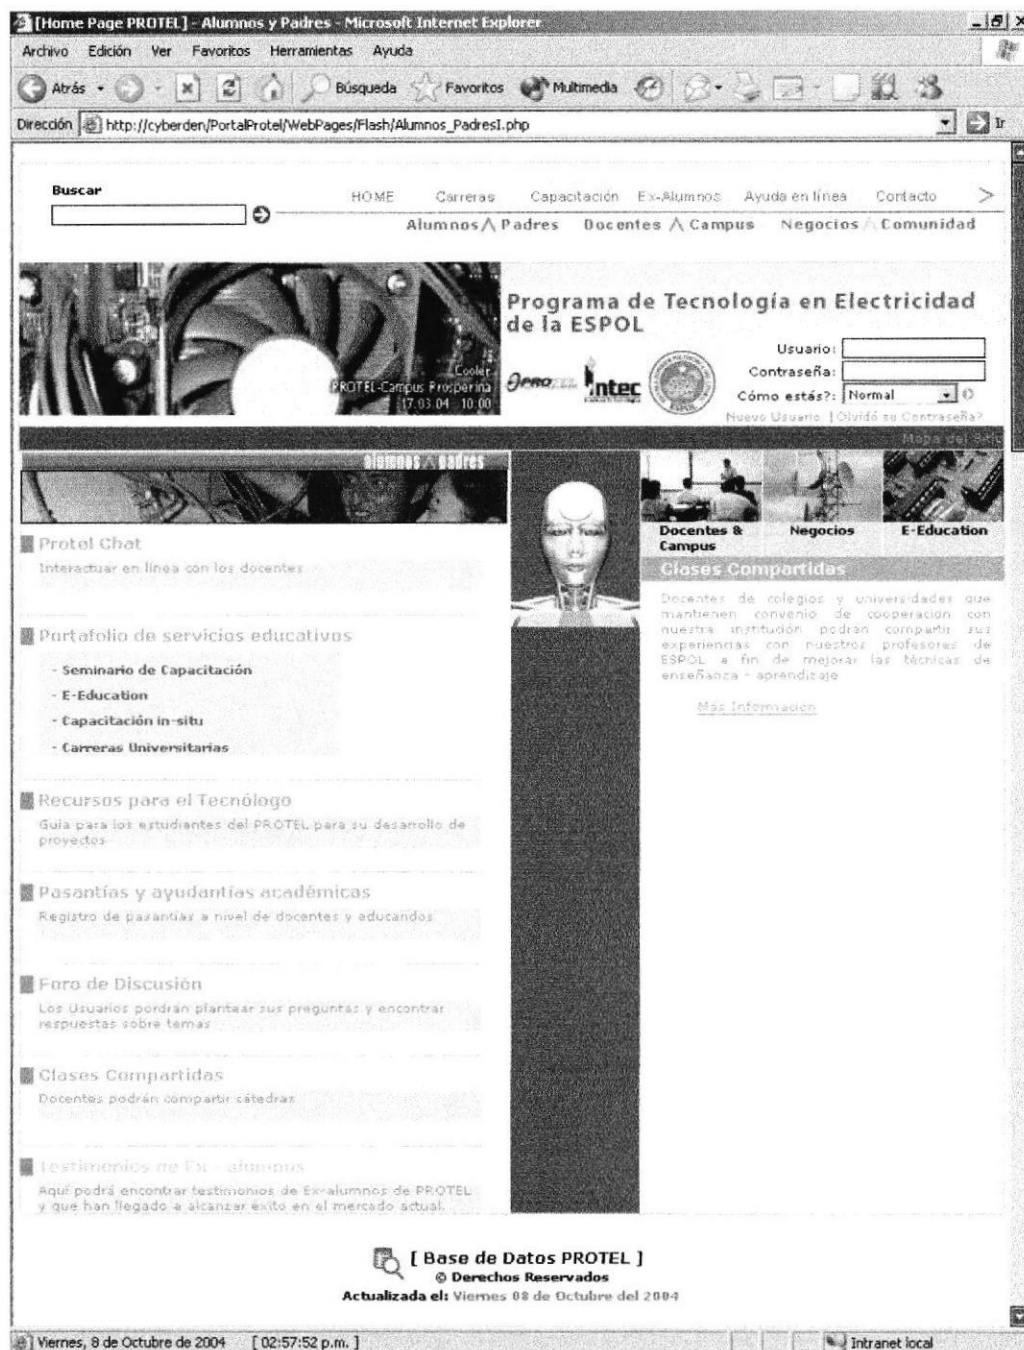 [Home Page PROTEL] - Alumnos y Padres - Microsoft Internet Explorer
Archivo Edición Ver Favoritos Herramientas Ayuda
Atrás Búsqueda Favoritos Multimedia
Dirección http://cyberden/PortalProtel/WebPages/Flash/Alumnos_PadresI.php Ir
Buscar
HOME Carreras Capacitación Ex-Alumnos Ayuda en línea Contacto >
Alumnos Λ Padres Docentes Λ Campus Negocios Λ Comunidad
Programa de Tecnología en Electricidad
de la ESPOL
Cooler
PROTEL-Campus Prosperina
17.03.04 10:00
PROTEL
intec
ESPOL
Usuario:
Contraseña:
Cómo estás?: Normal
Nuevo Usuario | Olvidó su Contraseña?
Mapa del Sitio
alumnos Λ padres
Docentes &
Campus
Negocios
E-Education
Protel Chat
Interactuar en línea con los docentes
Portafolio de servicios educativos
- Seminario de Capacitación
- E-Education
- Capacitación in-situ
- Carreras Universitarias
Recursos para el Tecnólogo
Guía para los estudiantes del PROTEL para su desarrollo de
proyectos
Pasantías y ayudantías académicas
Registro de pasantías a nivel de docentes y educandos
Foro de Discusión
Los Usuarios pordrán plantear sus preguntas y encontrar
respuestas sobre temas
Clases Compartidas
Docentes podrán compartir cátedras
Testimonios de Ex - alumnos
Aquí podrá encontrar testimonios de Ex-alumnos de PROTEL
y que han llegado a alcanzar éxito en el mercado actual.
Clases Compartidas
Docentes de colegios y universidades que
mantienen convenio de cooperación con
nuestra institución podrán compartir sus
experiencias con nuestros profesores de
ESPOL a fin de mejorar las técnicas de
enseñanza - aprendizaje
Más Información
[ Base de Datos PROTEL ]
© Derechos Reservados
Actualizada el: Viernes 08 de Octubre del 2004
Viernes, 8 de Octubre de 2004 [ 02:57:52 p.m. ] Intranet local